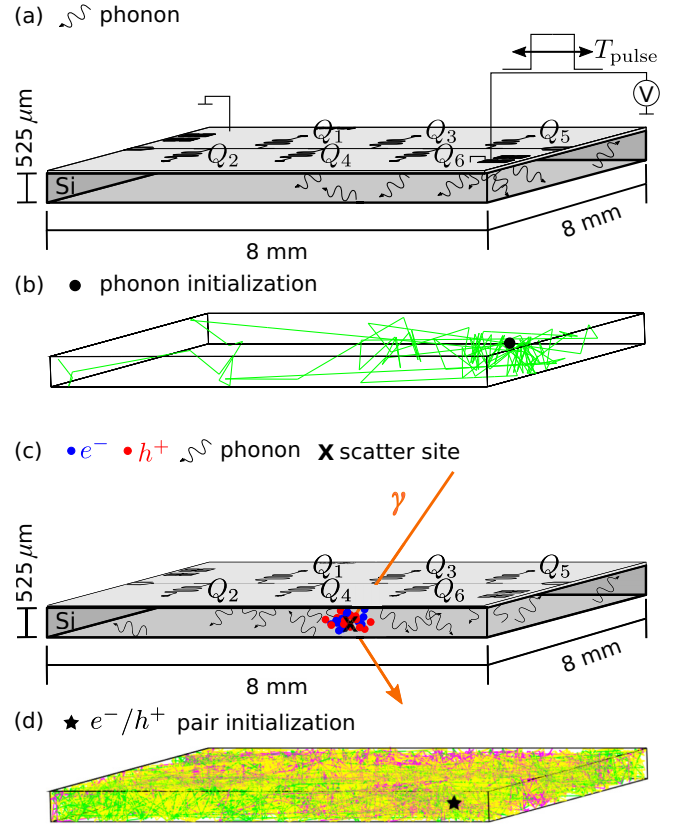 (a) phonon
T_pulse
V
525 μm
Q_1 Q_3 Q_5
Q_2 Q_4 Q_6
Si
8 mm
8 mm
(b) ● phonon initialization
(c) • e⁻ • h⁺ phonon X scatter site
γ
525 μm
Q_1 Q_3 Q_5
Q_2 Q_4 Q_6
Si
X
8 mm
8 mm
(d) ★ e⁻/h⁺ pair initialization